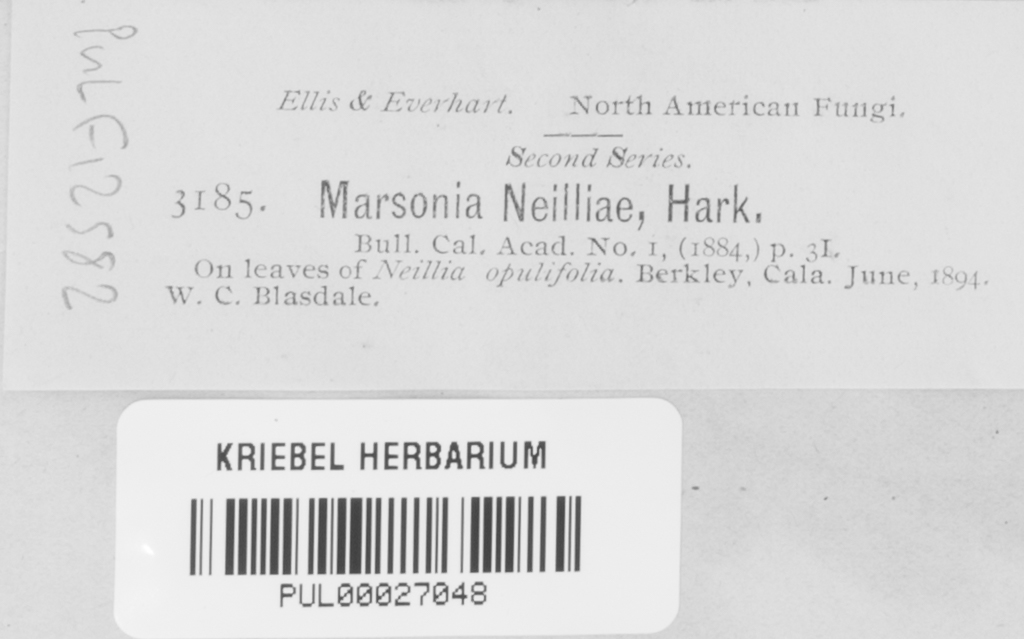 PUL F12582
Ellis & Everhart. North American Fungi.
Second Series.
3185. Marsonia Neilliae, Hark.
Bull. Cal. Acad. No. 1, (1884,) p. 31.
On leaves of Neillia opulifolia. Berkley, Cala. June, 1894.
W. C. Blasdale.
KRIEBEL HERBARIUM
PUL00027048